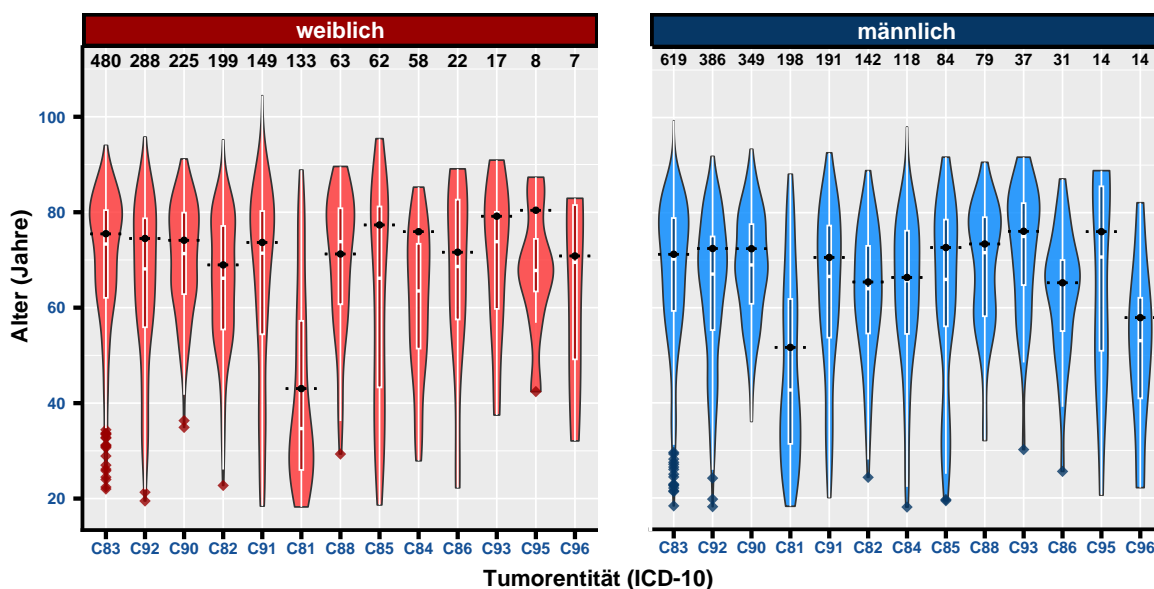 weiblich
männlich
480 288 225 199 149 133 63 62 58 22 17 8 7
619 386 349 198 191 142 118 84 79 37 31 14 14
100
80
60
40
20
Alter (Jahre)
C83 C92 C90 C82 C91 C81 C88 C85 C84 C86 C93 C95 C96
C83 C92 C90 C81 C91 C82 C84 C85 C88 C93 C86 C95 C96
Tumorentität (ICD-10)